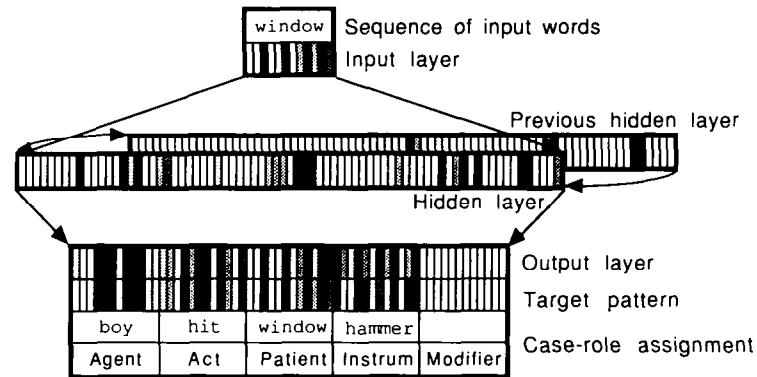 window Sequence of input words
Input layer
Previous hidden layer
Hidden layer
Output layer
Target pattern
boy hit window hammer
Case-role assignment
Agent Act Patient Instrum Modifier